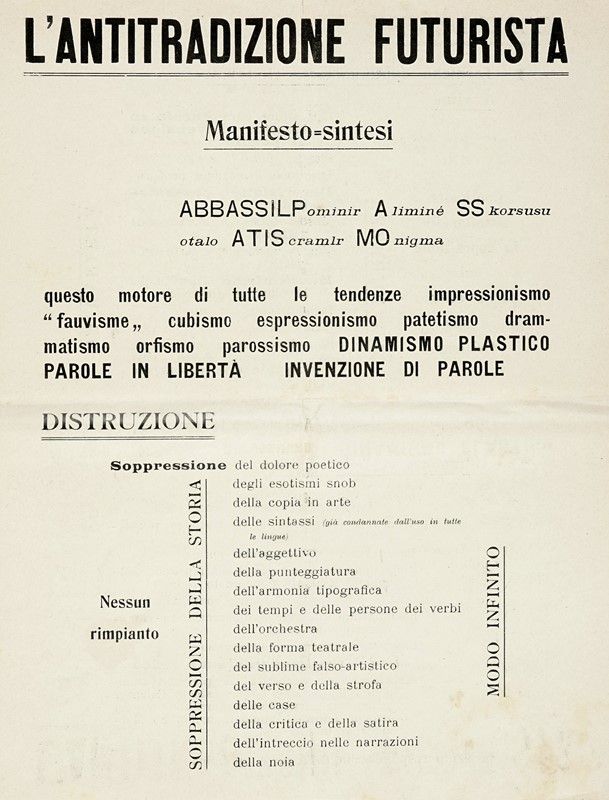 L'ANTITRADIZIONE FUTURISTA
Manifesto=sintesi
ABBASSILPominir Aliminé SS korsusu
otalo ATIScramlr MOnigma
questo motore di tutte le tendenze impressionismo
“fauvisme„ cubismo espressionismo patetismo dram-
matismo orfismo parossismo DINAMISMO PLASTICO
PAROLE IN LIBERTÀ INVENZIONE DI PAROLE
DISTRUZIONE
Soppressione del dolore poetico
degli esotismi snob
della copia in arte
delle sintassi (già condannate dall'uso in tutte
le lingue)
dell'aggettivo
della punteggiatura
dell'armonia tipografica
dei tempi e delle persone dei verbi
dell'orchestra
della forma teatrale
del sublime falso-artistico
del verso e della strofa
delle case
della critica e della satira
dell'intreccio nelle narrazioni
della noia
SOPPRESSIONE DELLA STORIA
Nessun
rimpianto
MODO INFINITO